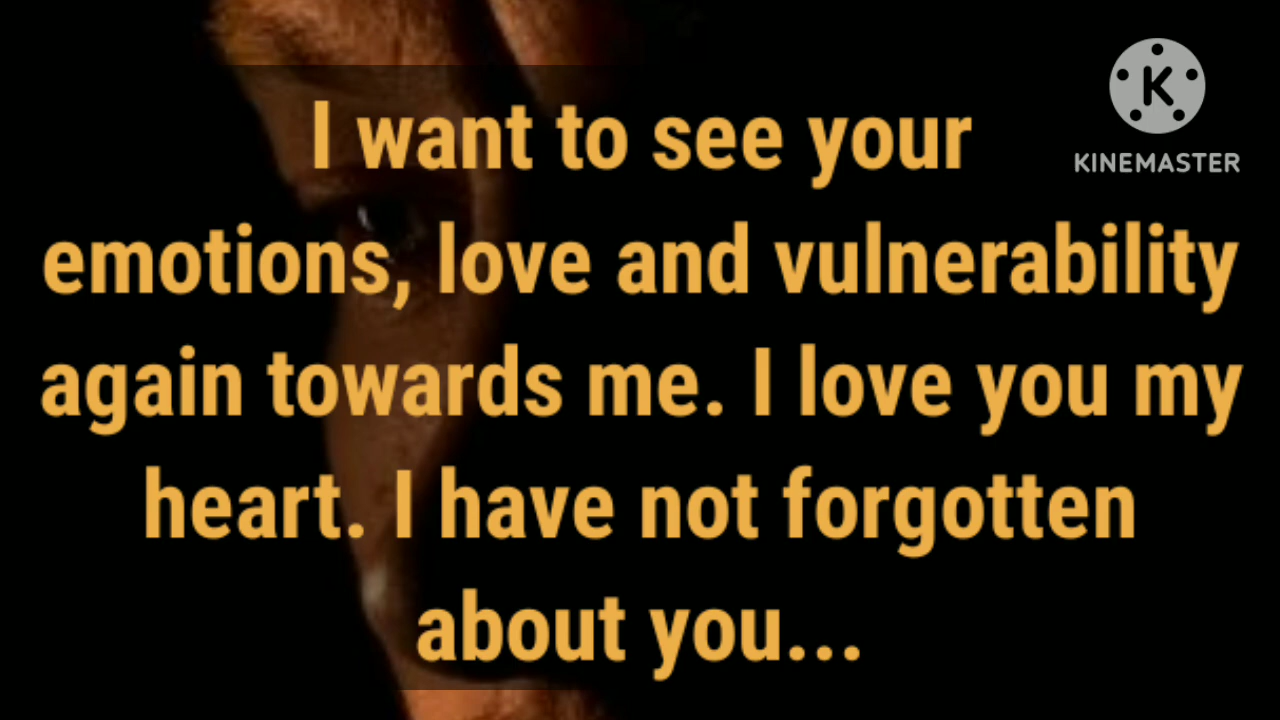 I want to see your
KINEMASTER
emotions, love and vulnerability
again towards me. I love you my
heart. I have not forgotten
about you...